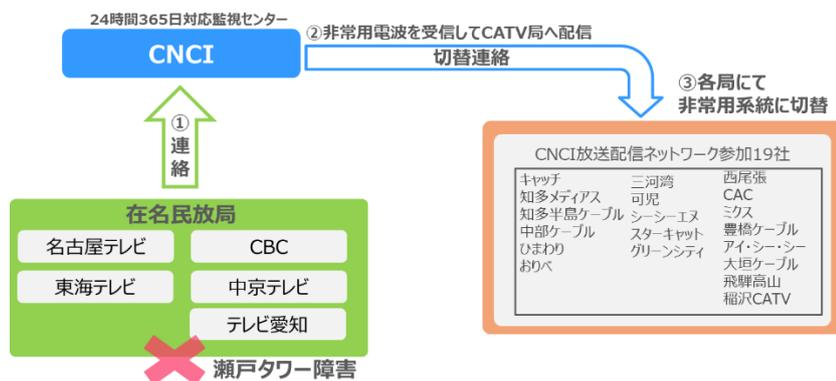 24時間365日対応監視センター
CNCI
②非常用電波を受信してCATV局へ配信
切替連絡
③各局にて
非常用系統に切替
①
連
絡
在名民放局
名古屋テレビ
CBC
東海テレビ
中京テレビ
テレビ愛知
瀬戸タワー障害
CNCI放送配信ネットワーク参加19社
キャッチ
知多メディアス
知多半島ケーブル
中部ケーブル
ひまわり
おりべ
三河湾
可児
シーシーエヌ
スターキャット
グリーンシティ
西尾張
CAC
ミクス
豊橋ケーブル
アイ・シー・シー
大垣ケーブル
飛騨高山
稲沢CATV